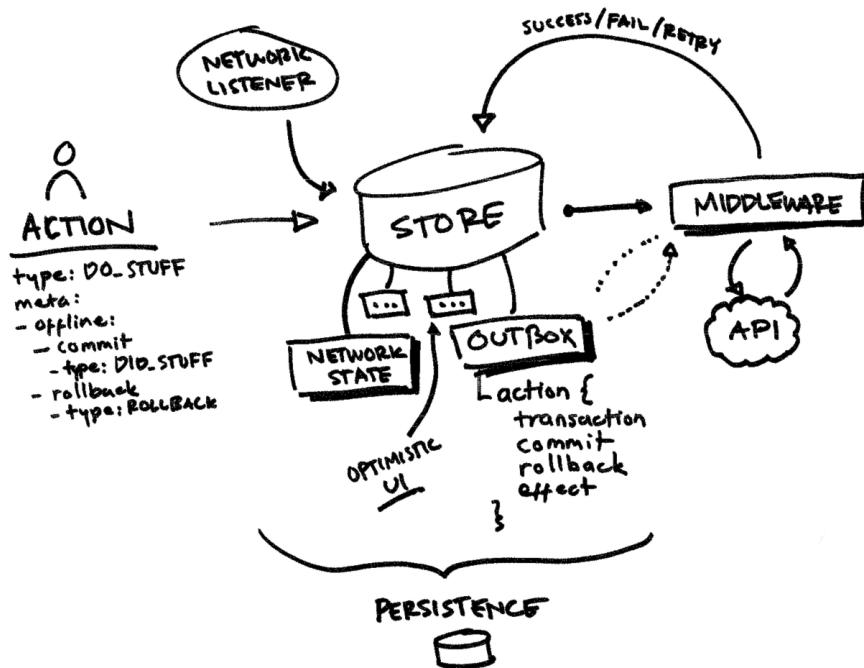 SUCCESS/FAIL/RETRY
NETWORK
LISTENER
ACTION
type: DO_STUFF
meta:
- offline:
- commit
- type: DID_STUFF
- rollback
- type: ROLLBACK
STORE
...
...
NETWORK
STATE
OUTBOX
action {
transaction
commit
rollback
effect
}
OPTIMISTIC
UI
MIDDLEWARE
API
PERSISTENCE